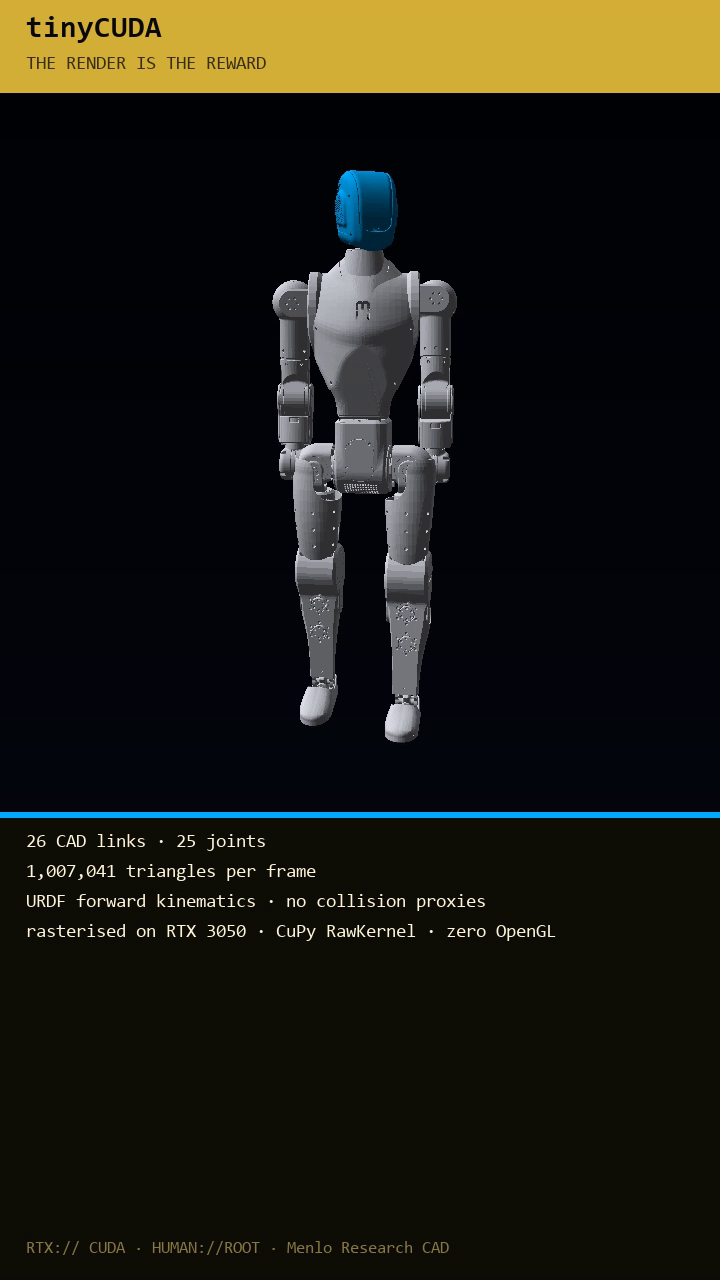 tinyCUDA
THE RENDER IS THE REWARD
26 CAD links · 25 joints
1,007,041 triangles per frame
URDF forward kinematics · no collision proxies
rasterised on RTX 3050 · CuPy RawKernel · zero OpenGL
RTX:// CUDA · HUMAN://ROOT · Menlo Research CAD